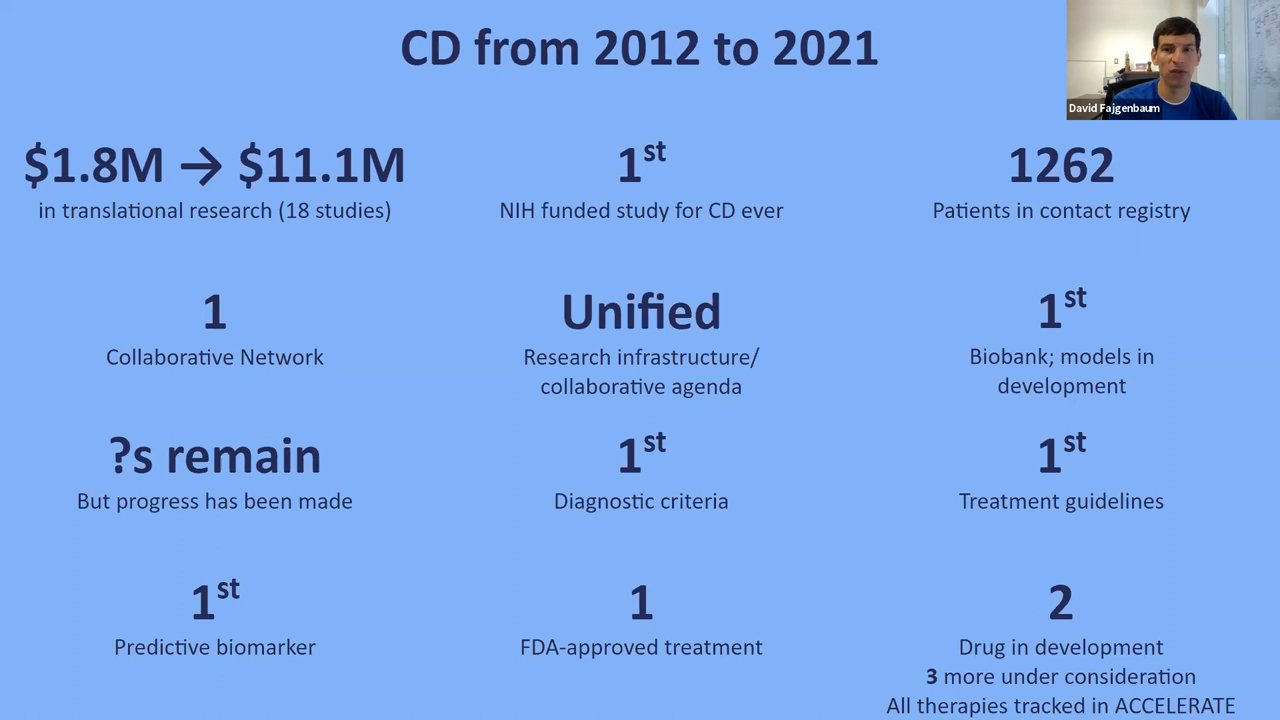 CD from 2012 to 2021
David Fajgenbaum
$1.8M → $11.1M
in translational research (18 studies)
1st
NIH funded study for CD ever
1262
Patients in contact registry
1
Collaborative Network
Unified
Research infrastructure/
collaborative agenda
1st
Biobank; models in
development
?s remain
But progress has been made
1st
Diagnostic criteria
1st
Treatment guidelines
1st
Predictive biomarker
1
FDA-approved treatment
2
Drug in development
3 more under consideration
All therapies tracked in ACCELERATE